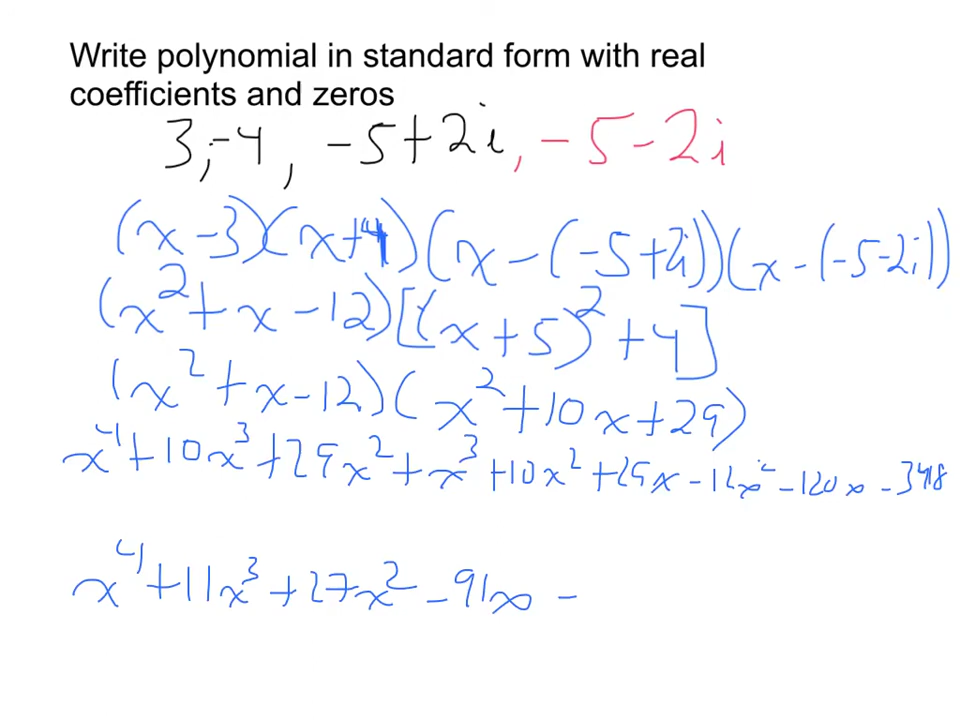 Write polynomial in standard form with real
coefficients and zeros
3, -4, -5+2i, -5-2i
(x-3)(x+4)(x-(-5+2i))(x-(-5-2i))
(x²+x-12)[(x+5)²+4]
(x²+x-12)(x²+10x+29)
x⁴+10x³+29x²+x³+10x²+29x-12x²-120x-348
x⁴+11x³+27x²-91x-